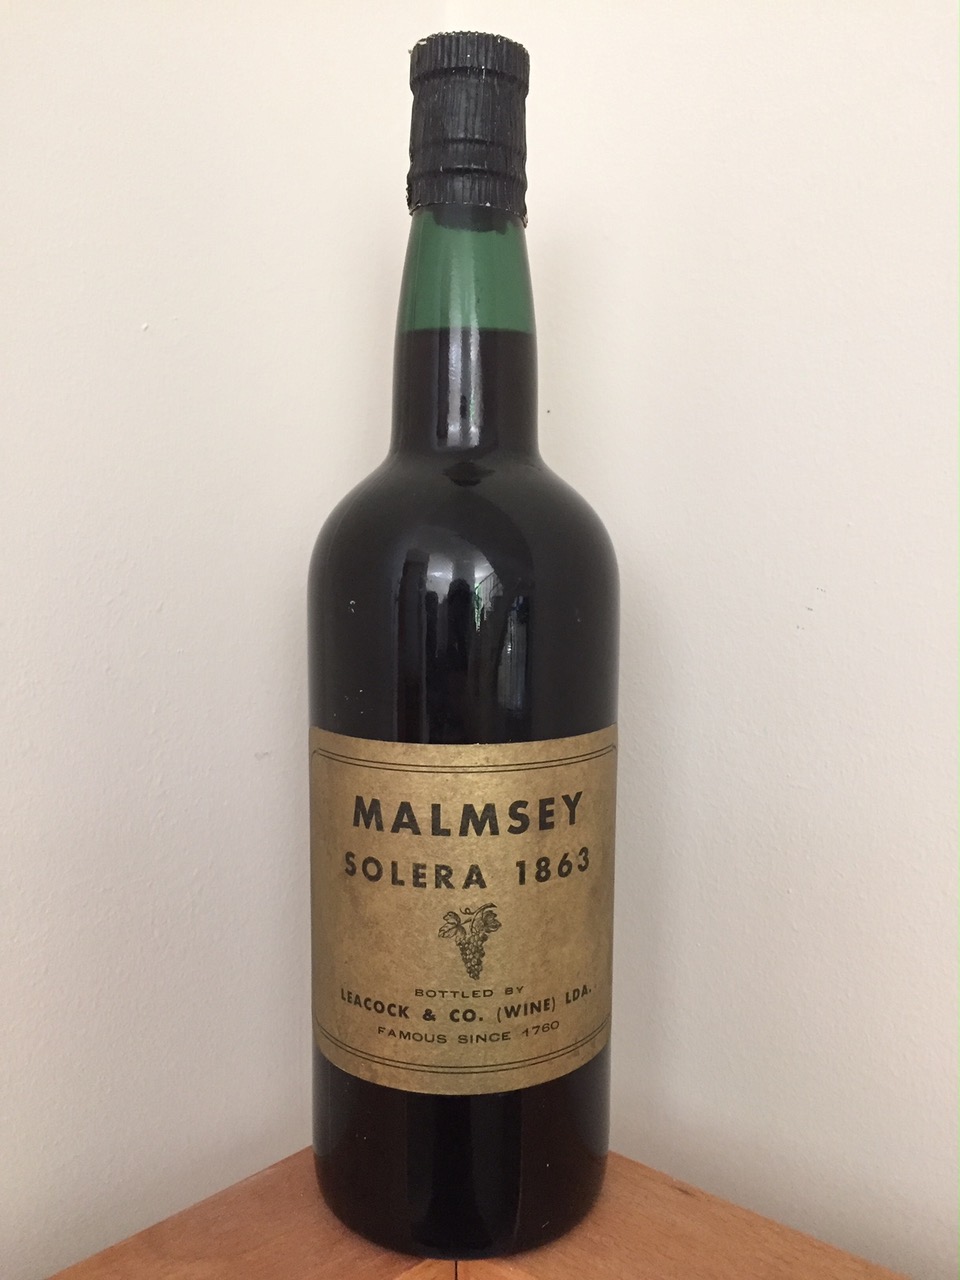 MALMSEY
SOLERA 1863
BOTTLED BY
LEACOCK & CO. (WINE) LDA.
FAMOUS SINCE 1760